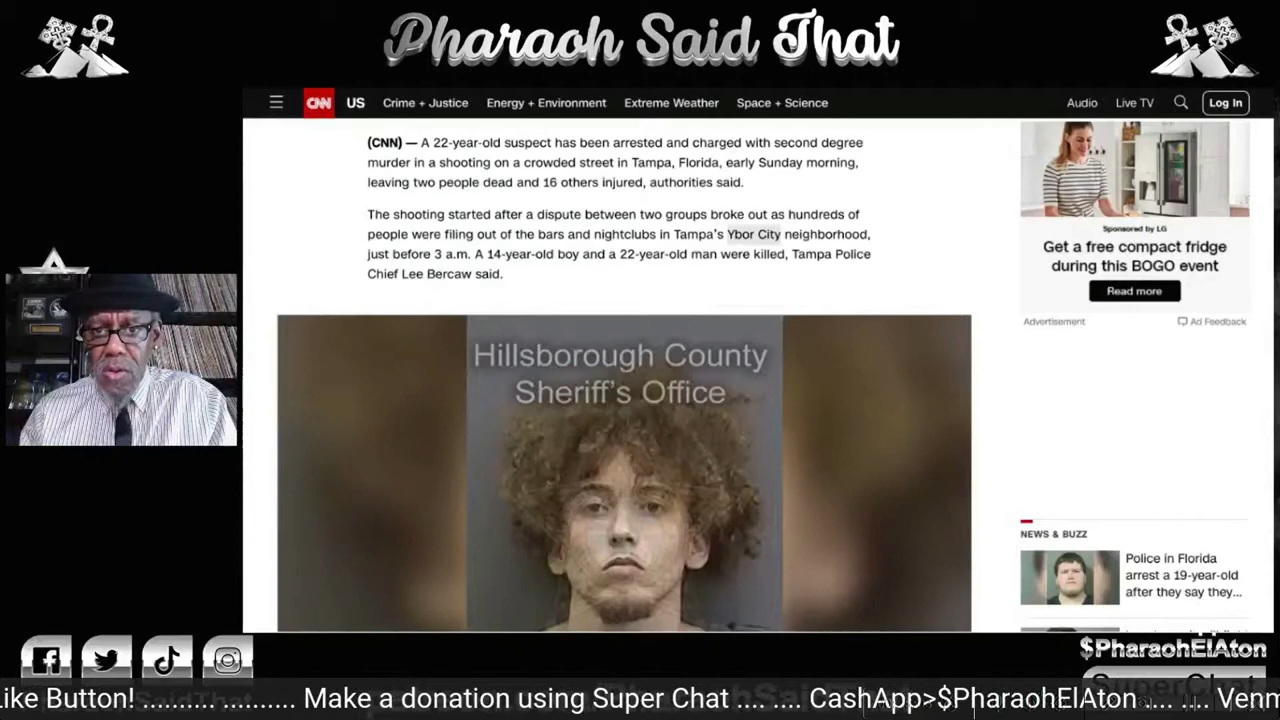 Pharaoh Said That
CNN US Crime + Justice Energy + Environment Extreme Weather Space + Science Audio Live TV Log In
(CNN) — A 22-year-old suspect has been arrested and charged with second degree
murder in a shooting on a crowded street in Tampa, Florida, early Sunday morning,
leaving two people dead and 16 others injured, authorities said.
The shooting started after a dispute between two groups broke out as hundreds of
people were filing out of the bars and nightclubs in Tampa's Ybor City neighborhood,
just before 3 a.m. A 14-year-old boy and a 22-year-old man were killed, Tampa Police
Chief Lee Bercaw said.
Hillsborough County
Sheriff's Office
Sponsored by LG
Get a free compact fridge
during this BOGO event
Read more
Advertisement Ad Feedback
NEWS & BUZZ
Police in Florida
arrest a 19-year-old
after they say they...
$PharaohElAton
SuperChat
Like Button! ......... .......... Make a donation using Super Chat .... .... CashApp>$PharaohElAton.... .... Venm